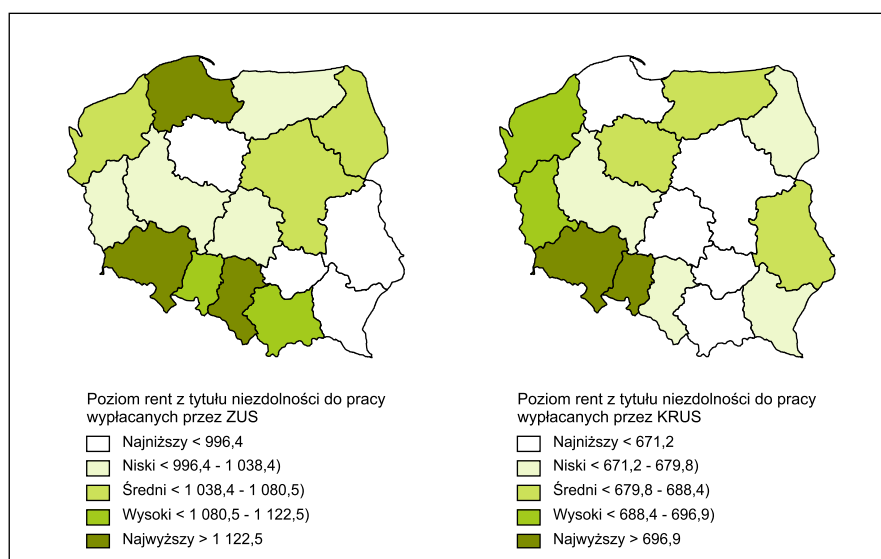 Poziom rent z tytułu niezdolności do pracy
wypłacanych przez ZUS
Najniższy < 996,4
Niski < 996,4 - 1 038,4)
Średni < 1 038,4 - 1 080,5)
Wysoki < 1 080,5 - 1 122,5)
Najwyższy > 1 122,5
Poziom rent z tytułu niezdolności do pracy
wypłacanych przez KRUS
Najniższy < 671,2
Niski < 671,2 - 679,8)
Średni < 679,8 - 688,4)
Wysoki < 688,4 - 696,9)
Najwyższy > 696,9